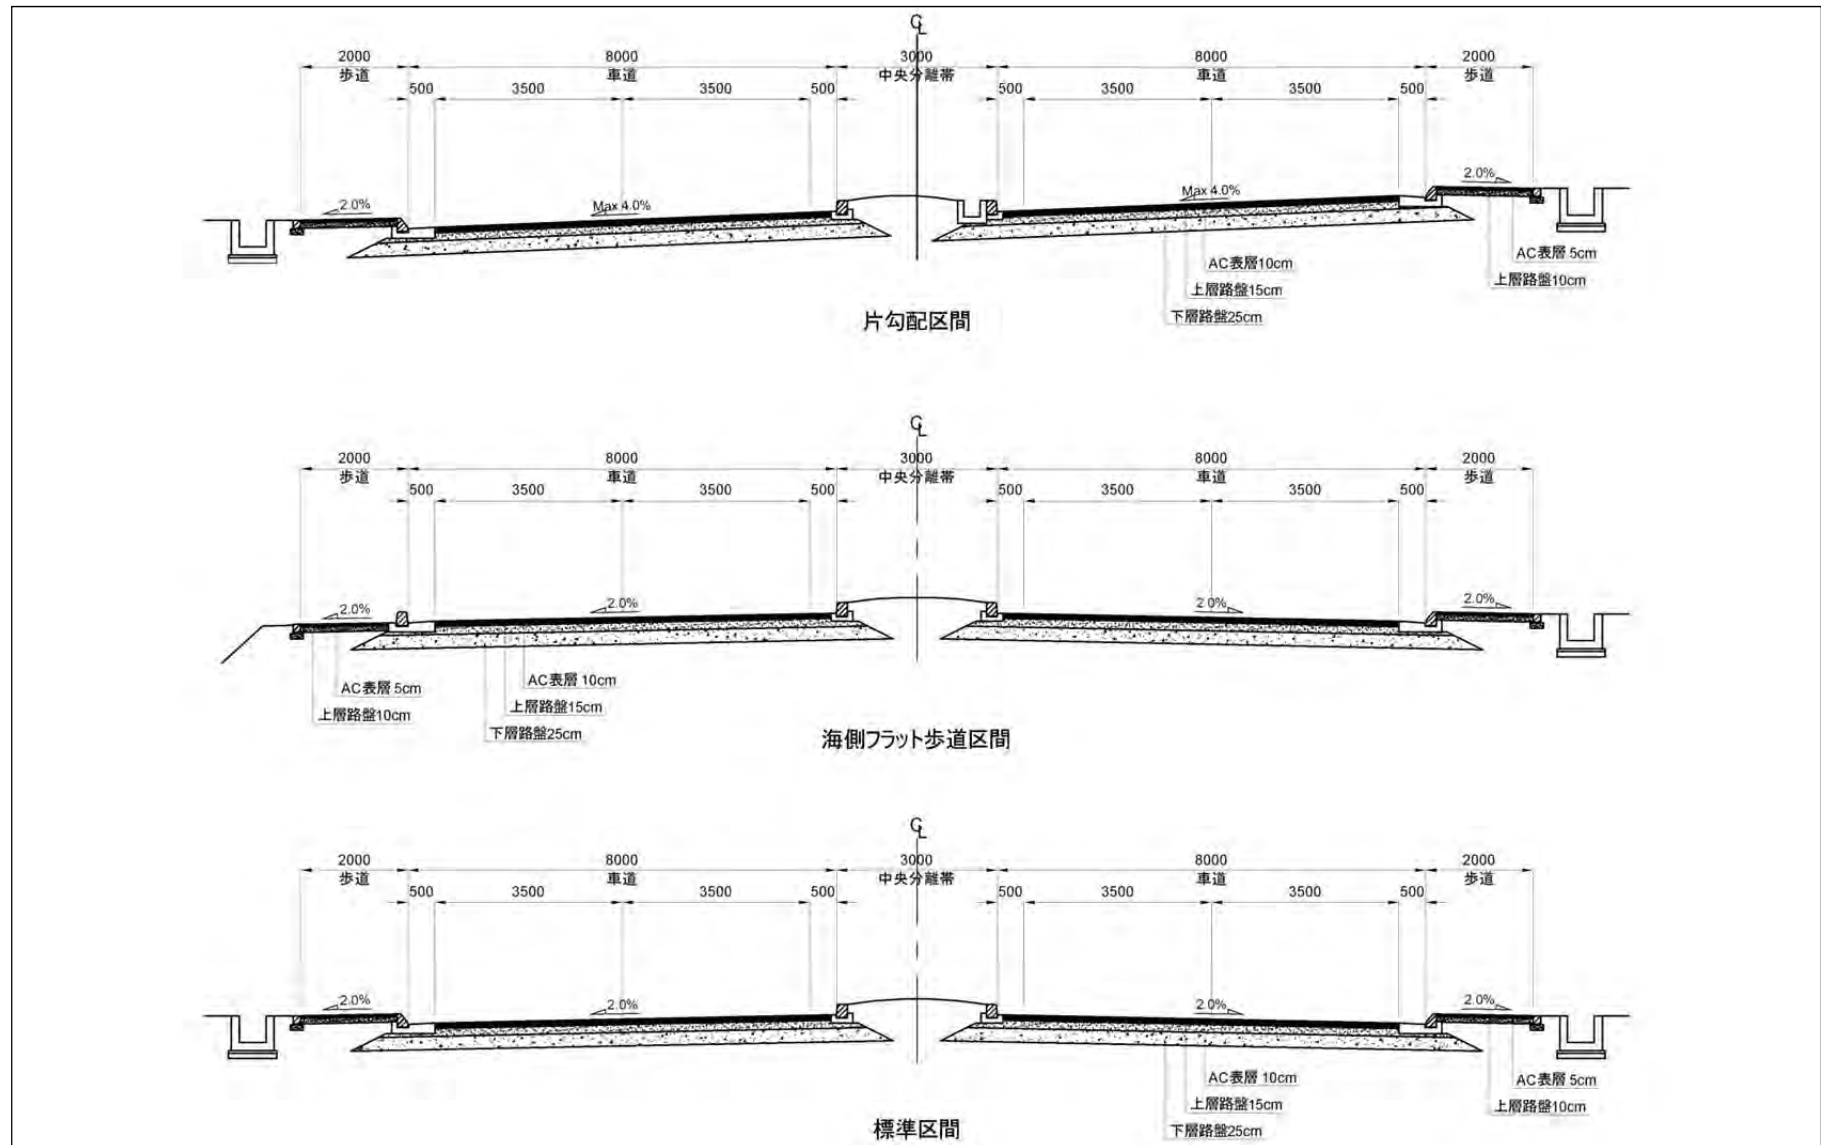 CL
2000 8000 3000 8000 2000
歩道 車道 中央分離帯 車道 歩道
500 3500 3500 500 500 3500 3500 500
2.0% Max 4.0% Max 4.0% 2.0%
AC表層10cm AC表層 5cm
上層路盤15cm 上層路盤10cm
下層路盤25cm
片勾配区間
CL
2000 8000 3000 8000 2000
歩道 車道 中央分離帯 車道 歩道
500 3500 3500 500 500 3500 3500 500
2.0% 2.0% 2.0% 2.0%
AC表層 5cm AC表層 10cm
上層路盤10cm 上層路盤15cm
下層路盤25cm
海側フラット歩道区間
CL
2000 8000 3000 8000 2000
歩道 車道 中央分離帯 車道 歩道
500 3500 3500 500 500 3500 3500 500
2.0% 2.0% 2.0% 2.0%
AC表層 10cm AC表層 5cm
上層路盤15cm 上層路盤10cm
下層路盤25cm
標準区間